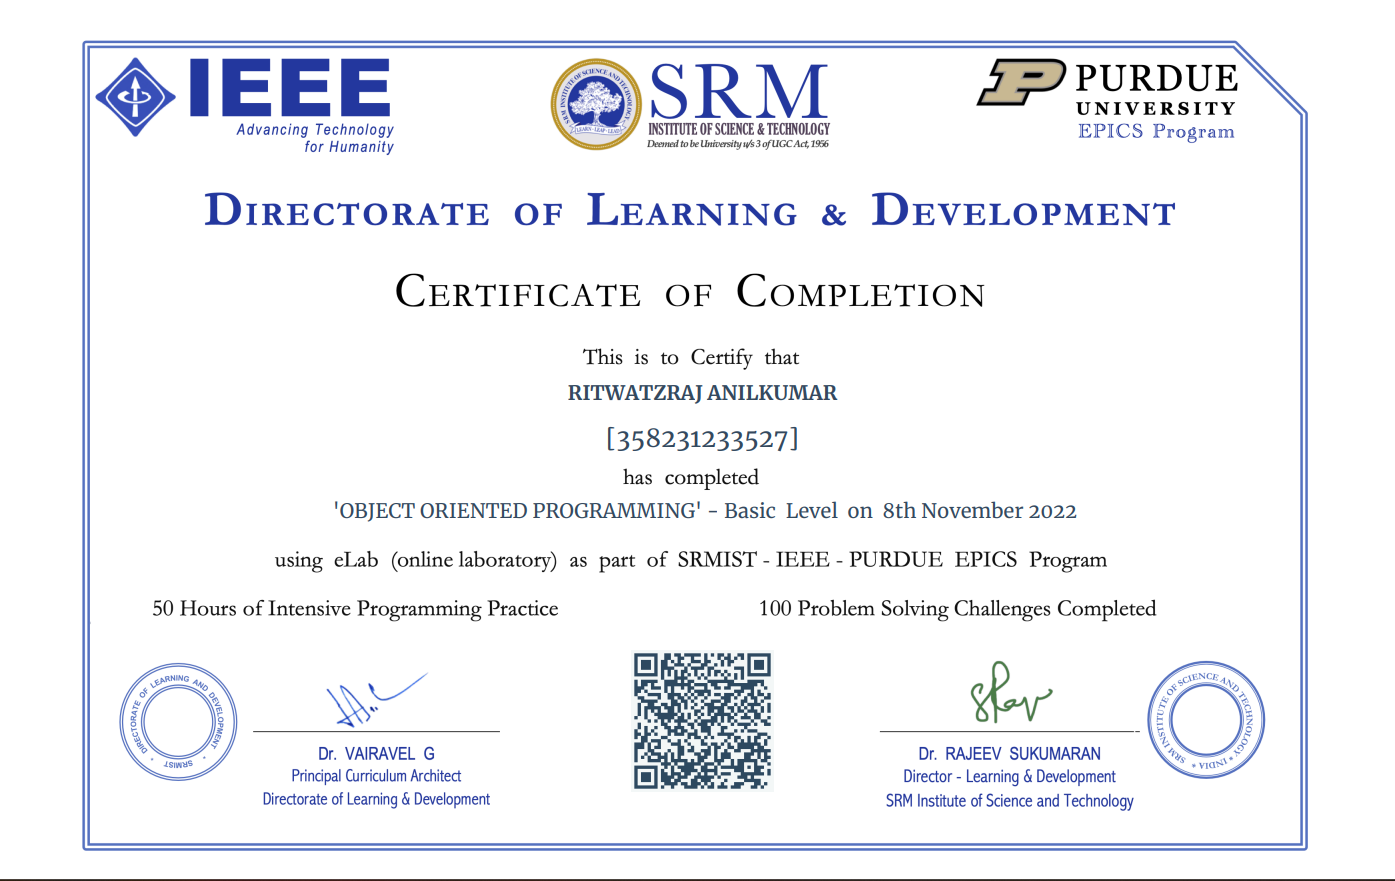 IEEE
Advancing Technology
for Humanity
SRM INSTITUTE OF SCIENCE AND TECHNOLOGY
LEARN - LEAP - LEAD
SRM
INSTITUTE OF SCIENCE & TECHNOLOGY
Deemed to be University u/s 3 of UGC Act, 1956
P PURDUE
UNIVERSITY
EPICS Program
DIRECTORATE OF LEARNING & DEVELOPMENT
CERTIFICATE OF COMPLETION
This is to Certify that
RITWATZRAJ ANILKUMAR
[358231233527]
has completed
'OBJECT ORIENTED PROGRAMMING' - Basic Level on 8th November 2022
using eLab (online laboratory) as part of SRMIST - IEEE - PURDUE EPICS Program
50 Hours of Intensive Programming Practice
100 Problem Solving Challenges Completed
DIRECTORATE OF LEARNING AND DEVELOPMENT * SRMIST *
Dr. VAIRAVEL G
Principal Curriculum Architect
Directorate of Learning & Development
Dr. RAJEEV SUKUMARAN
Director - Learning & Development
SRM Institute of Science and Technology
SRM INSTITUTE OF SCIENCE AND TECHNOLOGY * INDIA *